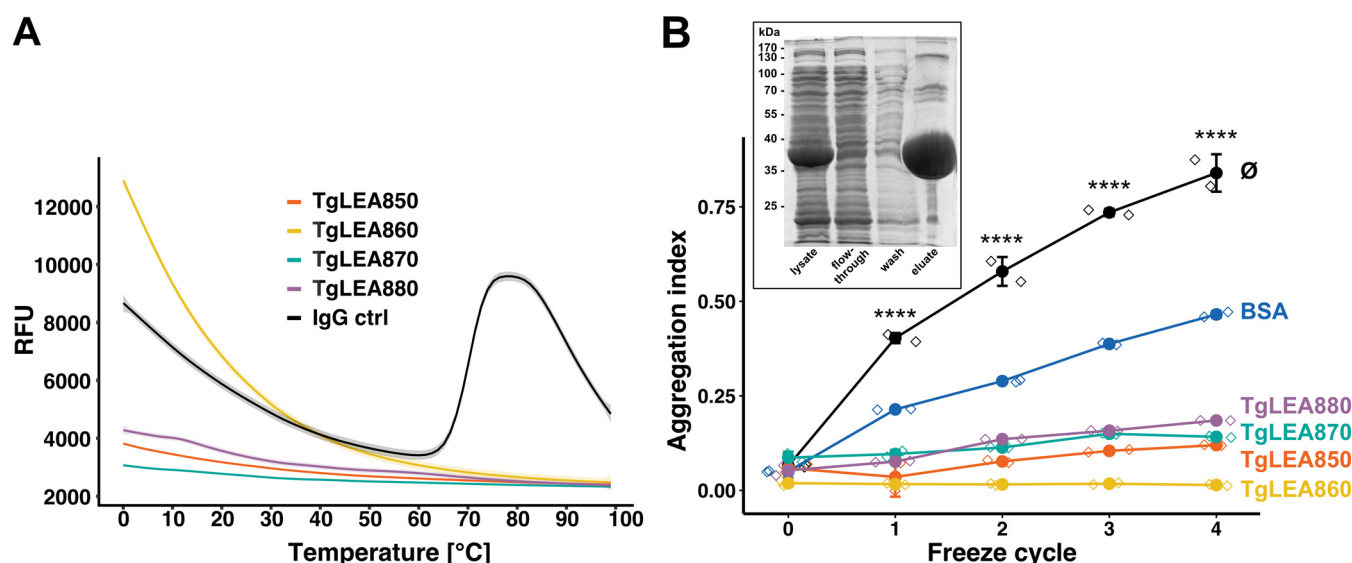 A
RFU
12000
10000
8000
6000
4000
2000
TgLEA850
TgLEA860
TgLEA870
TgLEA880
IgG ctrl
0 10 20 30 40 50 60 70 80 90 100
Temperature [°C]
B
kDa
170
130
100
70
55
40
35
25
lysate
flow-
through
wash
eluate
Aggregation index
0.75
0.50
0.25
0.00
****
****
****
****
Ø
BSA
TgLEA880
TgLEA870
TgLEA850
TgLEA860
0 1 2 3 4
Freeze cycle